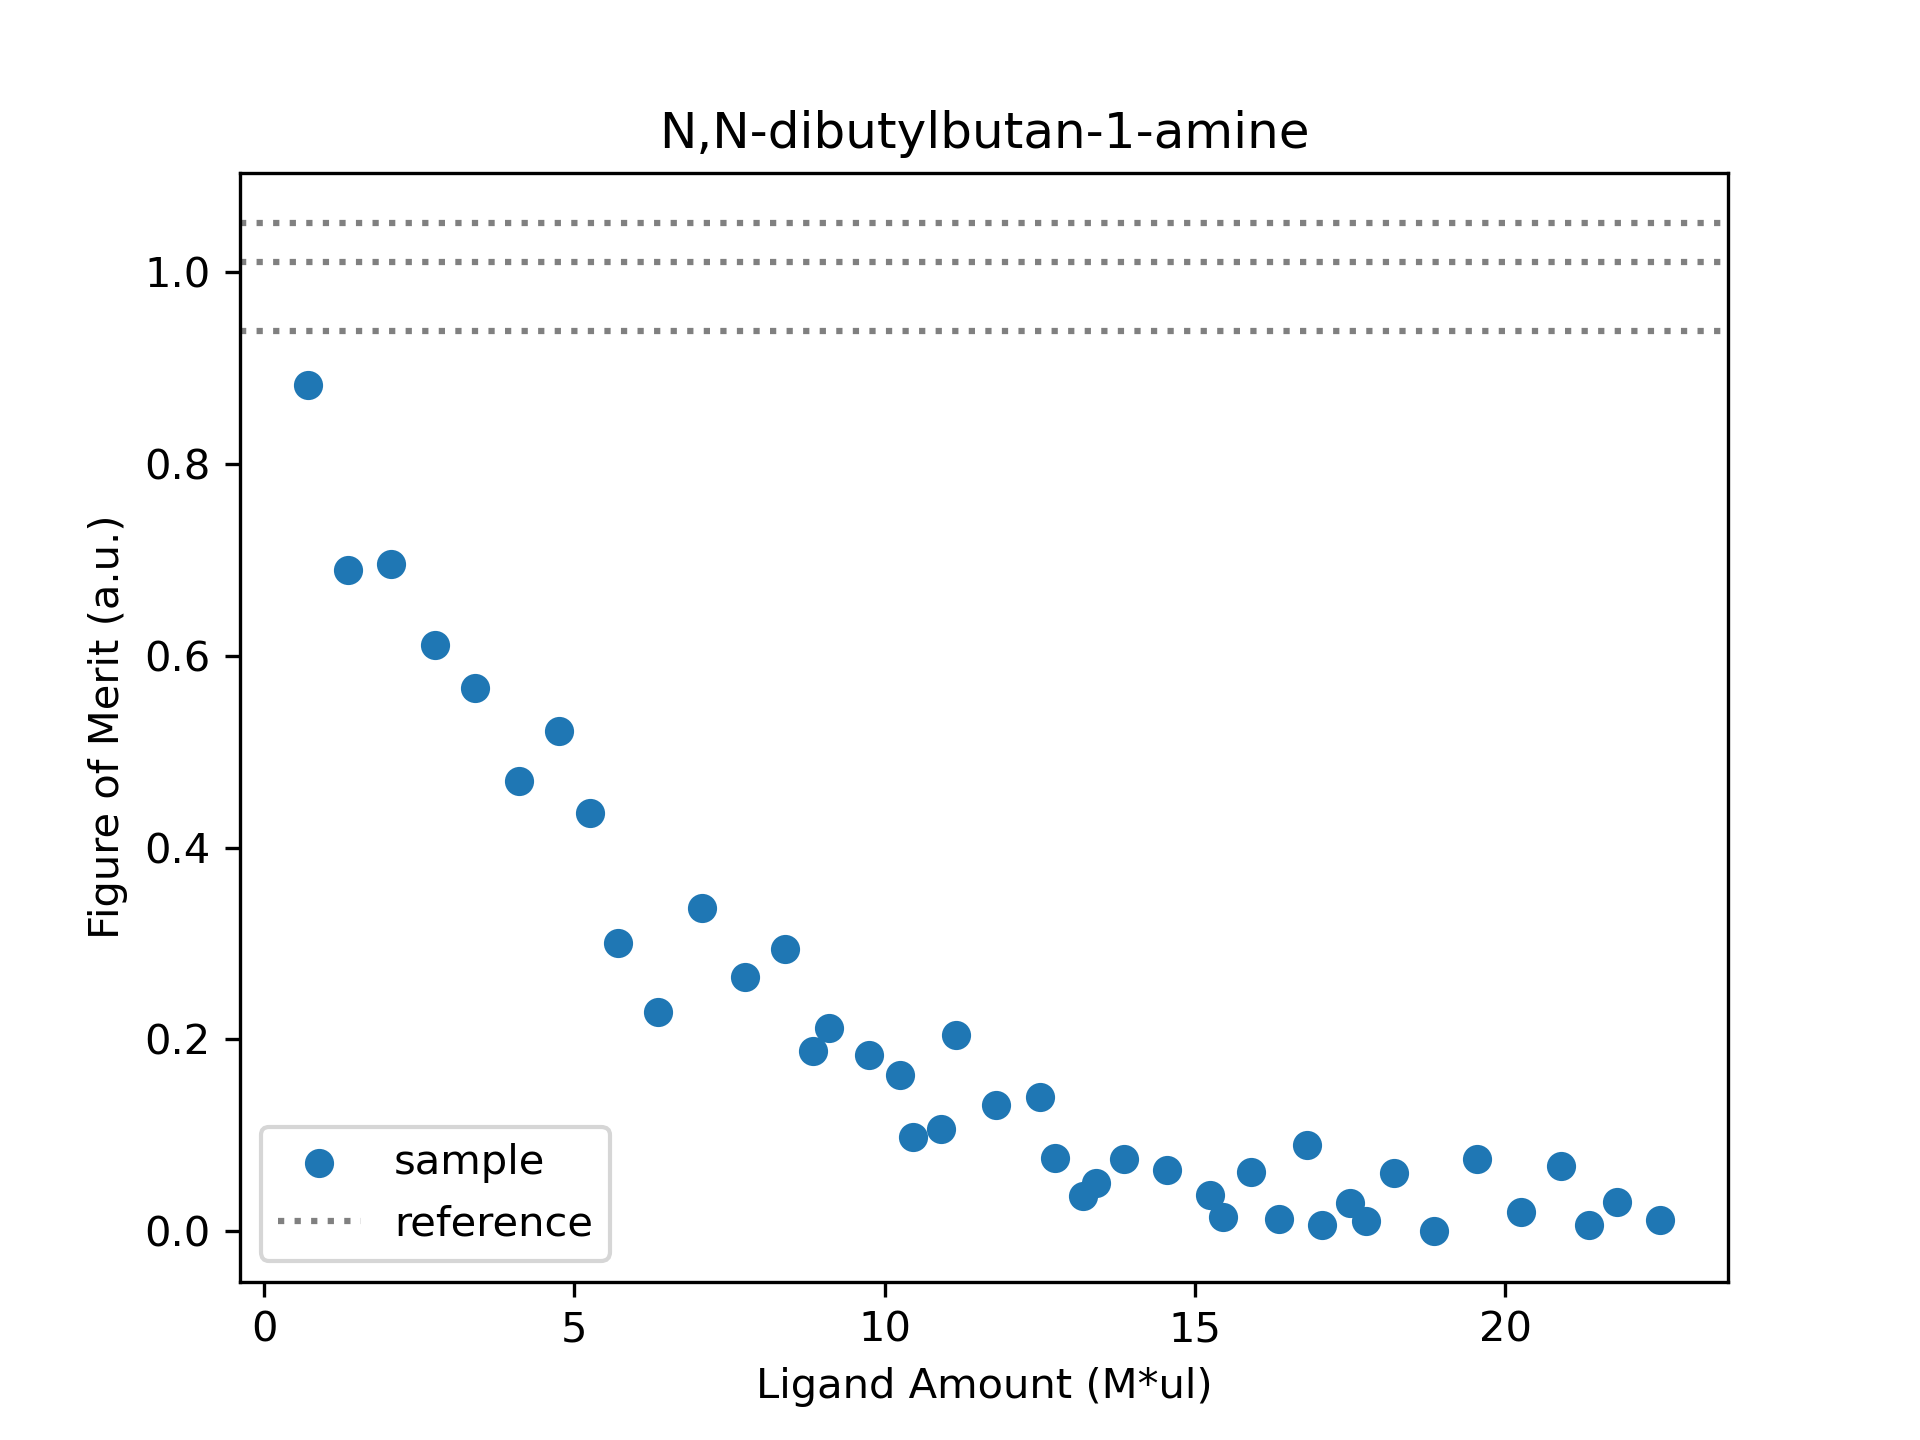 N,N-dibutylbutan-1-amine
Figure of Merit (a.u.)
1.0
0.8
0.6
0.4
0.2
0.0
sample
reference
0 5 10 15 20
Ligand Amount (M*ul)